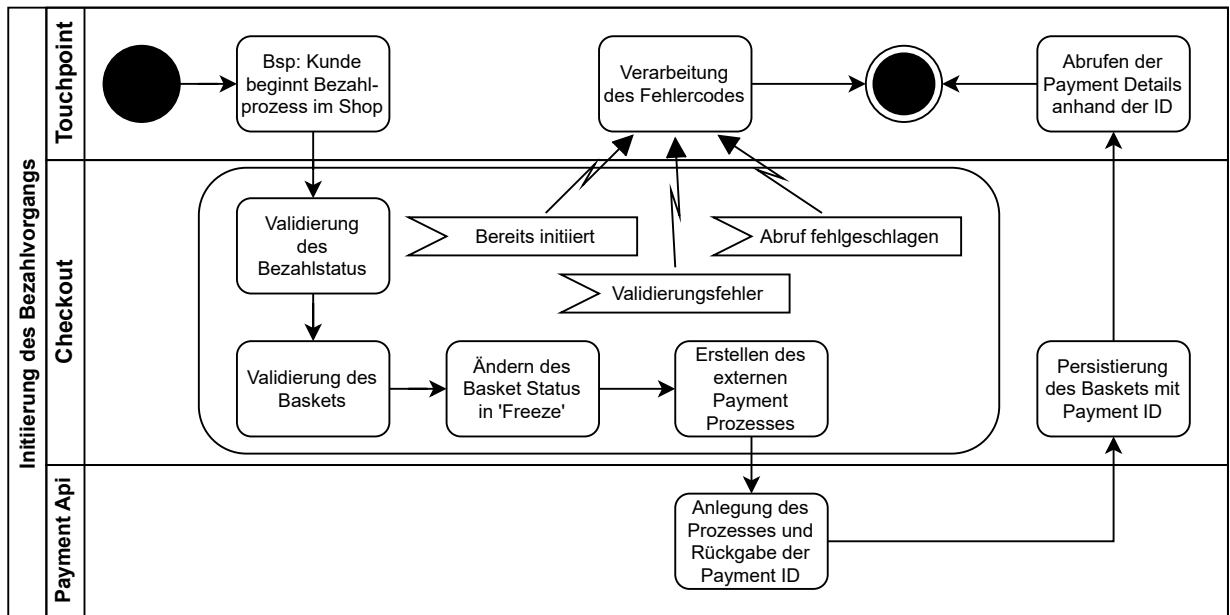 Initiierung des Bezahlvorgangs
Touchpoint
Bsp: Kunde
beginnt Bezahl-
prozess im Shop
Verarbeitung
des Fehlercodes
Abrufen der
Payment Details
anhand der ID
Checkout
Validierung
des
Bezahlstatus
Bereits initiiert
Abruf fehlgeschlagen
Validierungsfehler
Validierung des
Baskets
Ändern des
Basket Status
in 'Freeze'
Erstellen des
externen
Payment
Prozesses
Persistierung
des Baskets mit
Payment ID
Payment Api
Anlegung des
Prozesses und
Rückgabe der
Payment ID